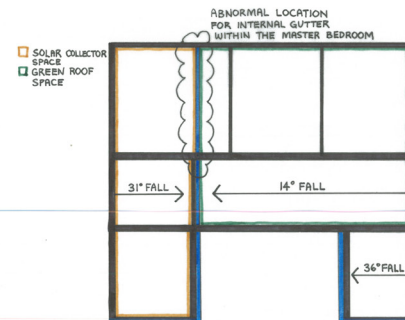 ABNORMAL LOCATION
FOR INTERNAL GUTTER
WITHIN THE MASTER BEDROOM
SOLAR COLLECTOR
SPACE
GREEN ROOF
SPACE
31° FALL
14° FALL
36° FALL